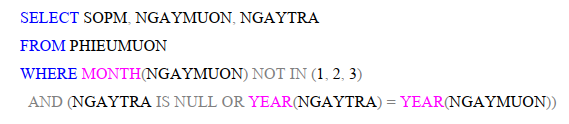 SELECT SOPM, NGAYMUON, NGAYTRA
FROM PHIEUMUON
WHERE MONTH(NGAYMUON) NOT IN (1, 2, 3)
AND (NGAYTRA IS NULL OR YEAR(NGAYTRA) = YEAR(NGAYMUON))